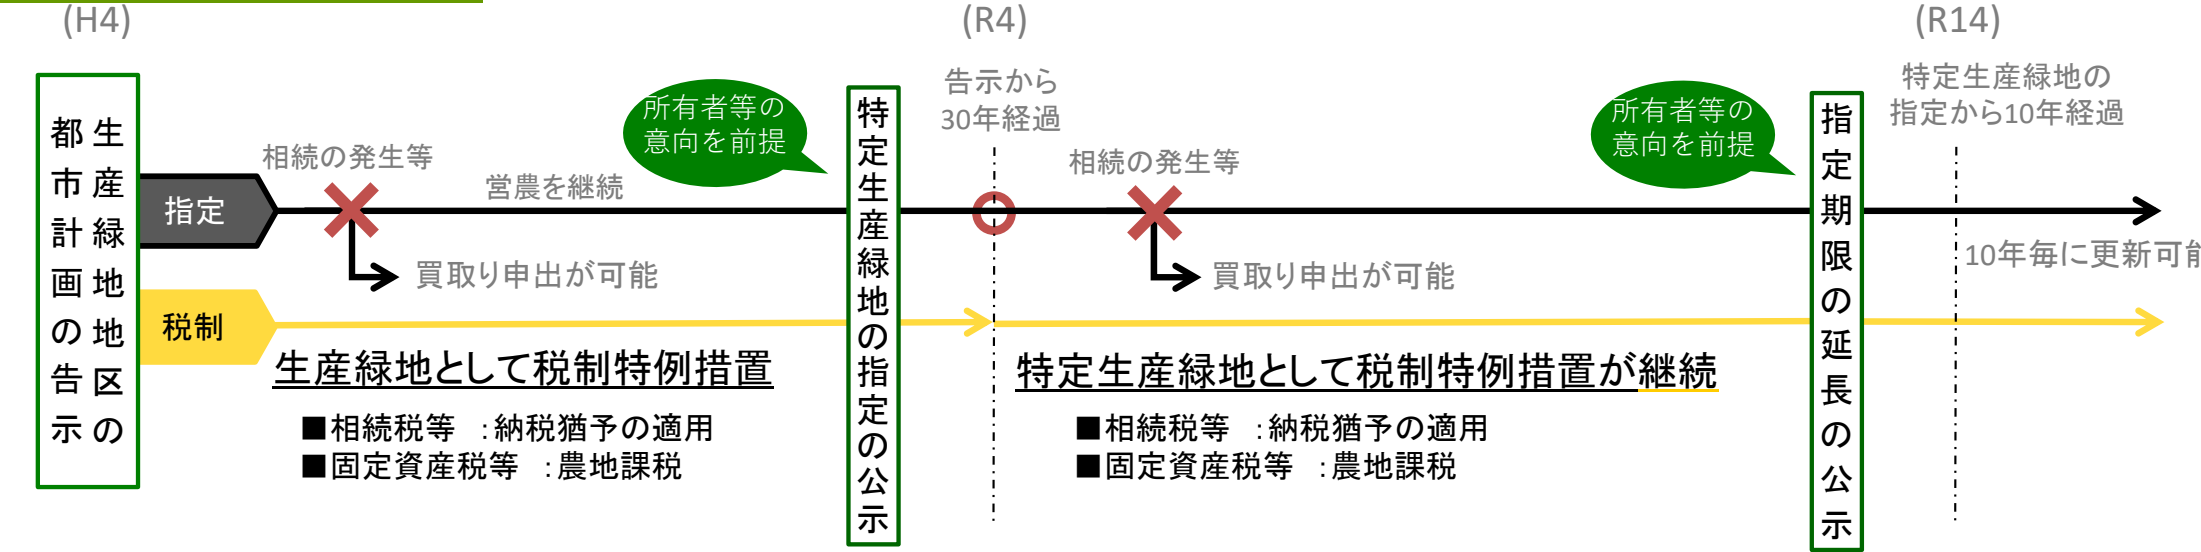 (H4)
(R4)
(R14)
生産緑地地区の
都市計画の告示
指定
税制
相続の発生等
営農を継続
買取り申出が可能
生産緑地として税制特例措置
■相続税等　:納税猶予の適用
■固定資産税等　:農地課税
所有者等の
意向を前提
特定生産緑地の指定の公示
告示から
30年経過
相続の発生等
買取り申出が可能
特定生産緑地として税制特例措置が継続
■相続税等　:納税猶予の適用
■固定資産税等　:農地課税
所有者等の
意向を前提
指定期限の延長の公示
特定生産緑地の
指定から10年経過
10年毎に更新可